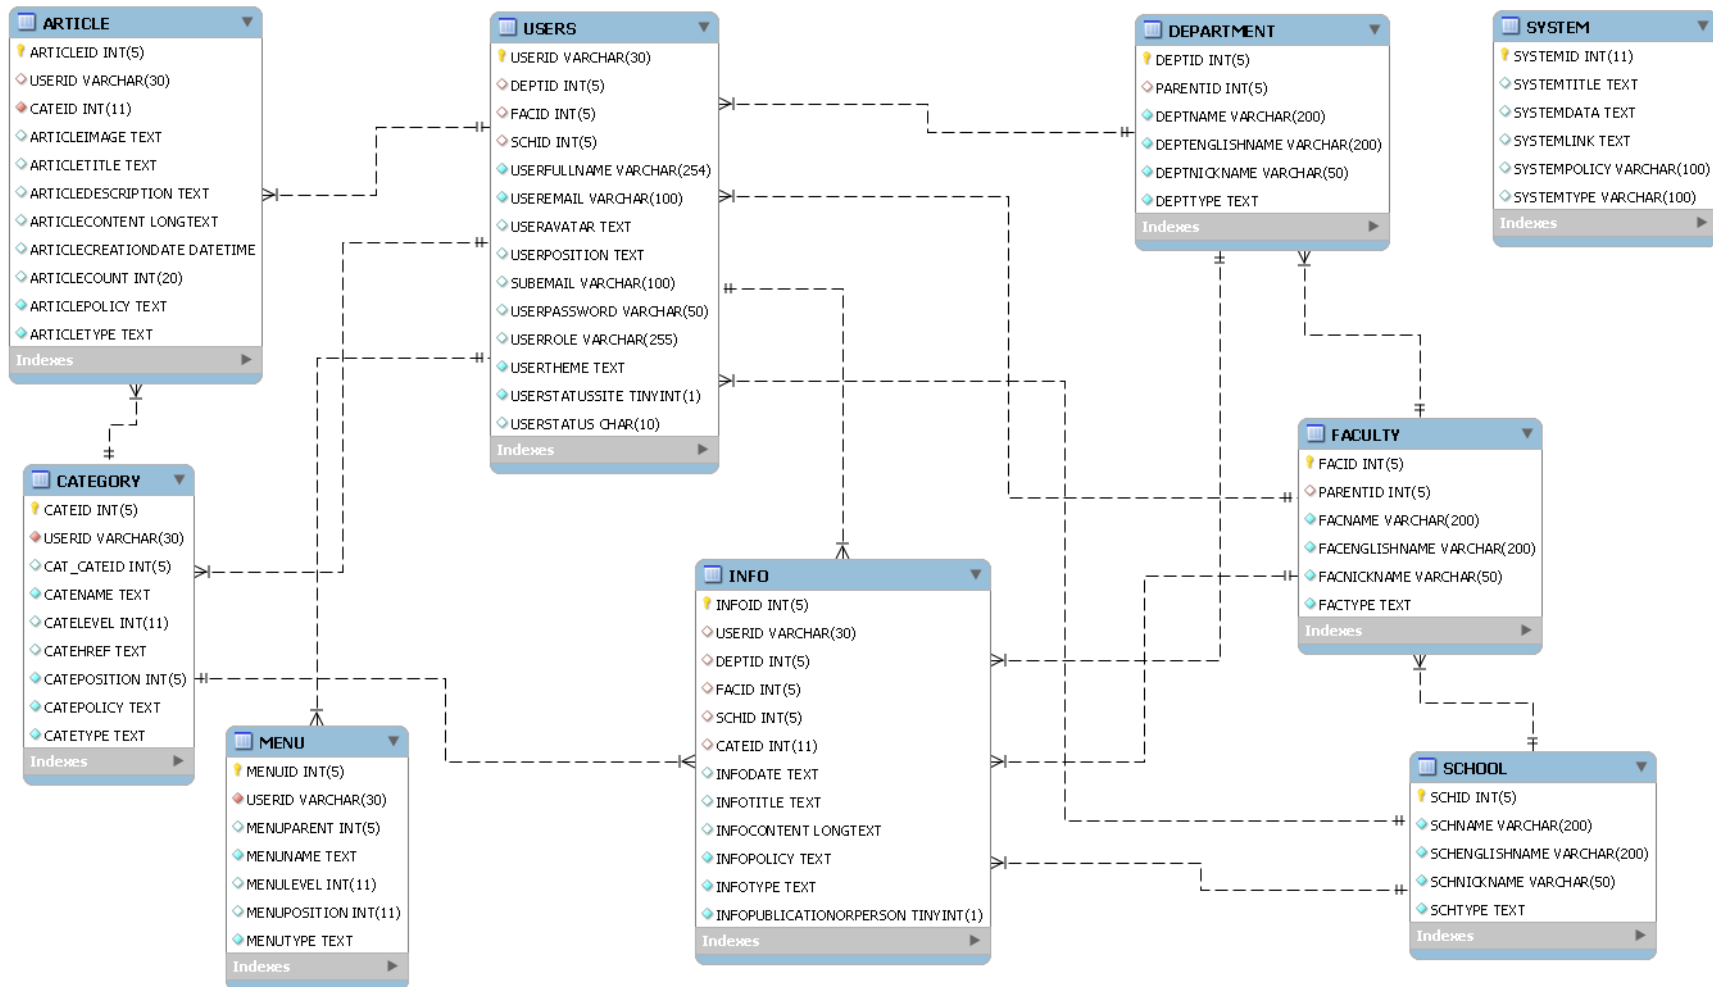 ARTICLE
ARTICLEID INT(5)
USERID VARCHAR(30)
CATEID INT(11)
ARTICLEIMAGE TEXT
ARTICLETITLE TEXT
ARTICLEDESCRIPTION TEXT
ARTICLECONTENT LONGTEXT
ARTICLECREATIONDATE DATETIME
ARTICLECOUNT INT(20)
ARTICLEPOLICY TEXT
ARTICLETYPE TEXT
Indexes
USERS
USERID VARCHAR(30)
DEPTID INT(5)
FACID INT(5)
SCHID INT(5)
USERFULLNAME VARCHAR(254)
USEREMAIL VARCHAR(100)
USERAVATAR TEXT
USERPOSITION TEXT
SUBEMAIL VARCHAR(100)
USERPASSWORD VARCHAR(50)
USERROLE VARCHAR(255)
USERTHEME TEXT
USERSTATUSSITE TINYINT(1)
USERSTATUS CHAR(10)
Indexes
DEPARTMENT
DEPTID INT(5)
PARENTID INT(5)
DEPTNAME VARCHAR(200)
DEPTENGLISHNAME VARCHAR(200)
DEPTNICKNAME VARCHAR(50)
DEPTTYPE TEXT
Indexes
SYSTEM
SYSTEMID INT(11)
SYSTEMTITLE TEXT
SYSTEMDATA TEXT
SYSTEMLINK TEXT
SYSTEMPOLICY VARCHAR(100)
SYSTEMTYPE VARCHAR(100)
Indexes
CATEGORY
CATEID INT(5)
USERID VARCHAR(30)
CAT_CATEID INT(5)
CATENAME TEXT
CATELEVEL INT(11)
CATEHREF TEXT
CATEPOSITION INT(5)
CATEPOLICY TEXT
CATETYPE TEXT
Indexes
MENU
MENUID INT(5)
USERID VARCHAR(30)
MENUPARENT INT(5)
MENUNAME TEXT
MENULEVEL INT(11)
MENUPOSITION INT(11)
MENUTYPE TEXT
Indexes
INFO
INFOID INT(5)
USERID VARCHAR(30)
DEPTID INT(5)
FACID INT(5)
SCHID INT(5)
CATEID INT(11)
INFODATE TEXT
INFOTITLE TEXT
INFOCONTENT LONGTEXT
INFOPOLICY TEXT
INFOTYPE TEXT
INFOPUBLICATIONORPERSON TINYINT(1)
Indexes
FACULTY
FACID INT(5)
PARENTID INT(5)
FACNAME VARCHAR(200)
FACENGLISHNAME VARCHAR(200)
FACNICKNAME VARCHAR(50)
FACTYPE TEXT
Indexes
SCHOOL
SCHID INT(5)
SCHNAME VARCHAR(200)
SCHENGLISHNAME VARCHAR(200)
SCHNICKNAME VARCHAR(50)
SCHTYPE TEXT
Indexes